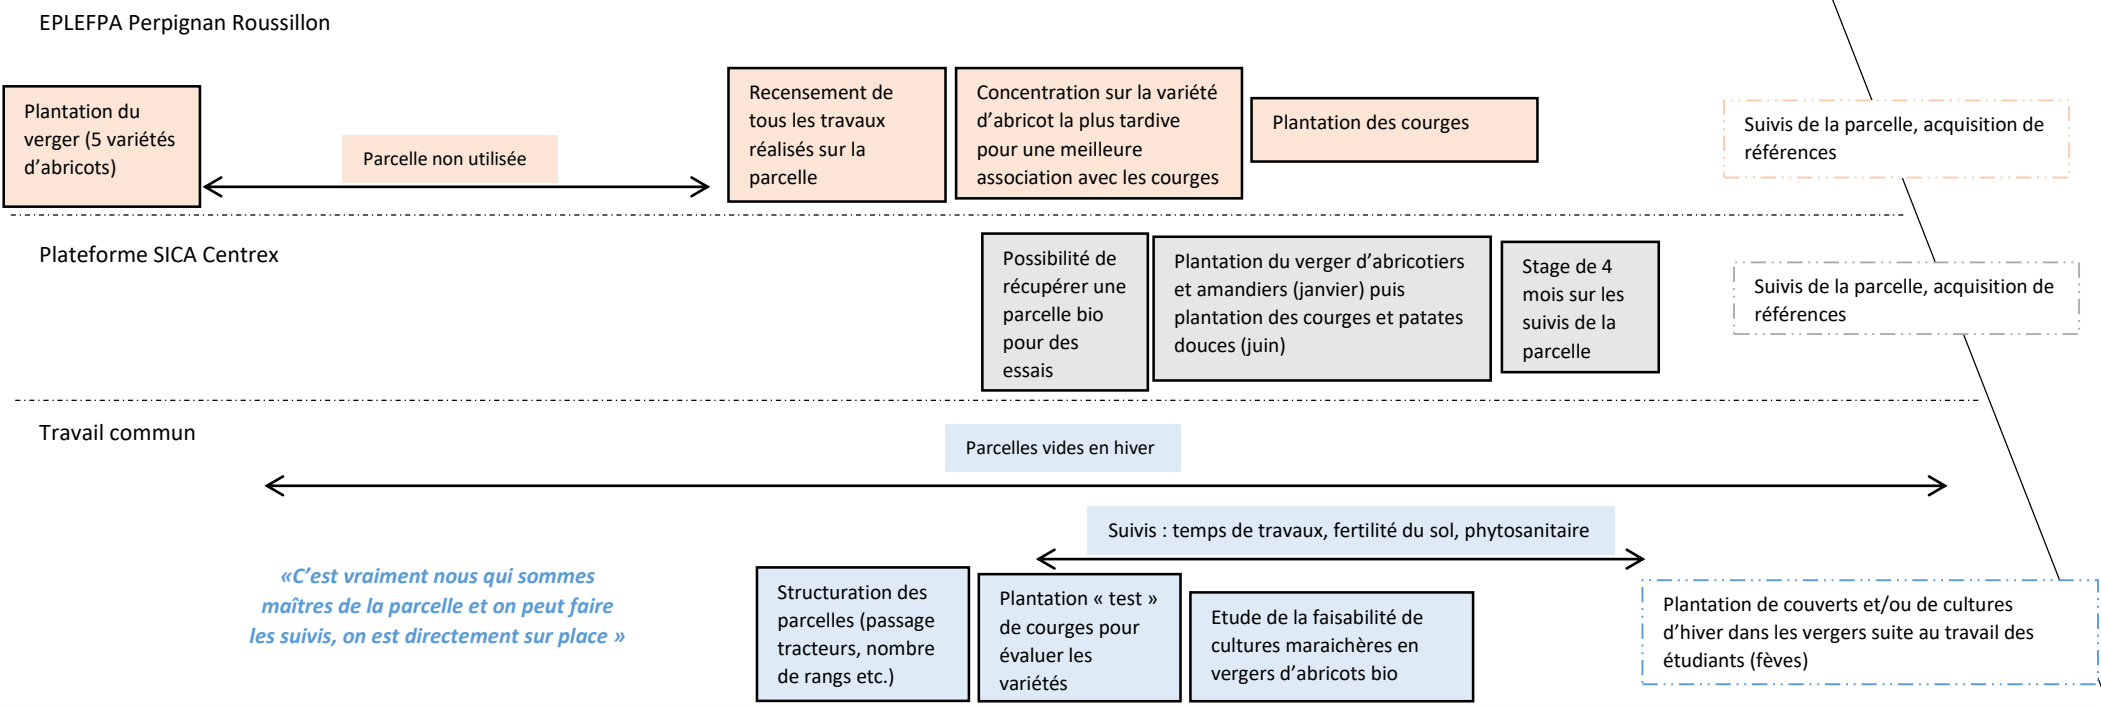 EPLEFPA Perpignan Roussillon
Plantation du
verger (5 variétés
d’abricots)
Parcelle non utilisée
Recensement de
tous les travaux
réalisés sur la
parcelle
Concentration sur la variété
d’abricot la plus tardive
pour une meilleure
association avec les courges
Plantation des courges
Suivis de la parcelle, acquisition de
références
Plateforme SICA Centrex
Possibilité de
récupérer une
parcelle bio
pour des
essais
Plantation du verger d’abricotiers
et amandiers (janvier) puis
plantation des courges et patates
douces (juin)
Stage de 4
mois sur les
suivis de la
parcelle
Suivis de la parcelle, acquisition de
références
Travail commun
Parcelles vides en hiver
Suivis : temps de travaux, fertilité du sol, phytosanitaire
«C’est vraiment nous qui sommes
maîtres de la parcelle et on peut faire
les suivis, on est directement sur place »
Structuration des
parcelles (passage
tracteurs, nombre
de rangs etc.)
Plantation « test »
de courges pour
évaluer les
variétés
Etude de la faisabilité de
cultures maraichères en
vergers d’abricots bio
Plantation de couverts et/ou de cultures
d’hiver dans les vergers suite au travail des
étudiants (fèves)